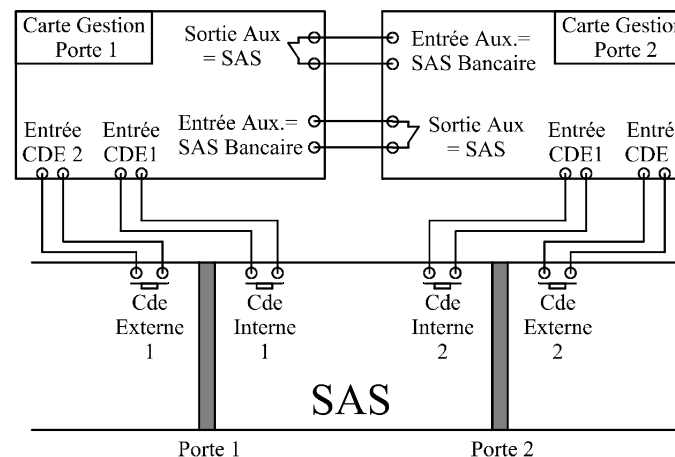 Carte Gestion
Porte 1
Sortie Aux
= SAS
Entrée Aux.=
SAS Bancaire
Entrée
CDE 2
Entrée
CDE1
Entrée Aux.=
SAS Bancaire
Carte Gestion
Porte 2
Sortie Aux
= SAS
Entrée
CDE1
Entré
CDE
Cde
Externe
1
Cde
Interne
1
Cde
Interne
2
Cde
Externe
2
SAS
Porte 1
Porte 2